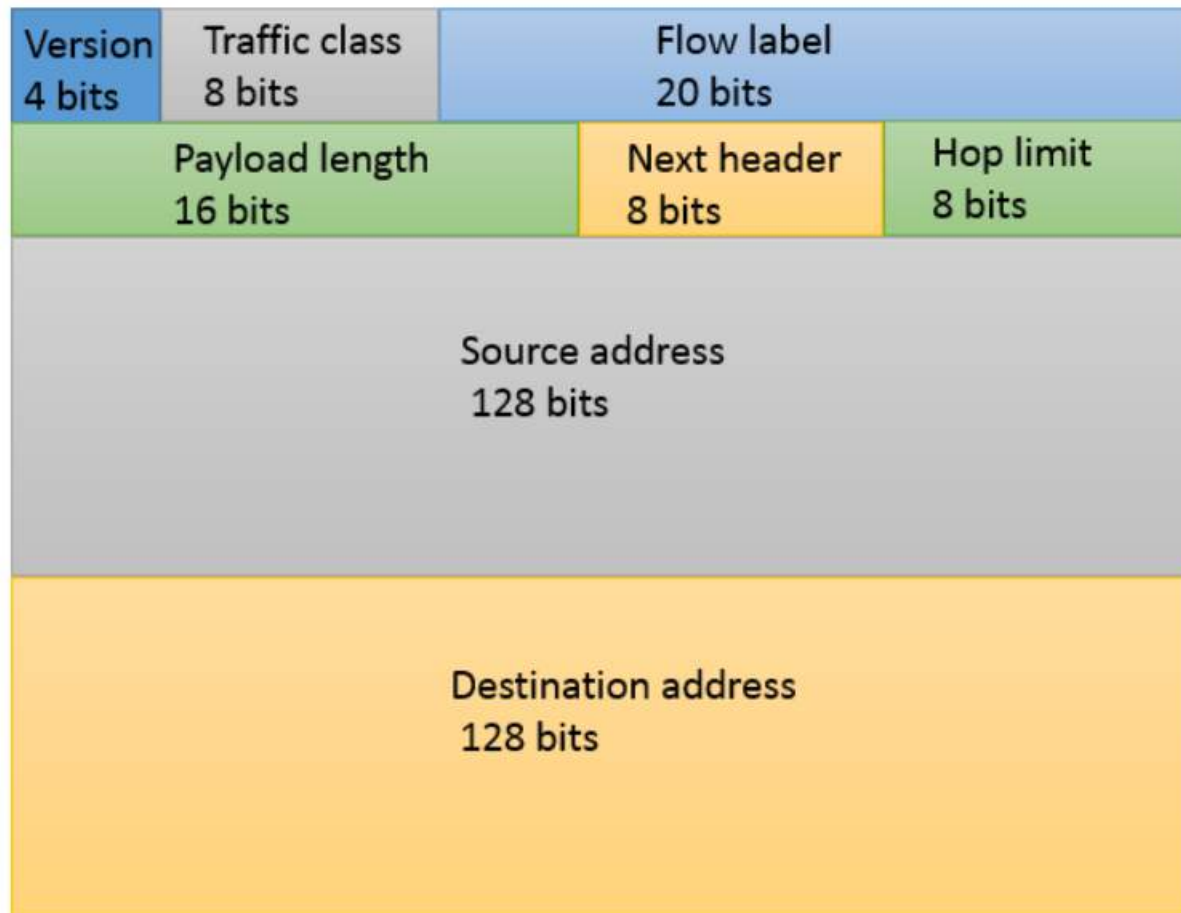 Version
4 bits
Traffic class
8 bits
Flow label
20 bits
Payload length
16 bits
Next header
8 bits
Hop limit
8 bits
Source address
128 bits
Destination address
128 bits